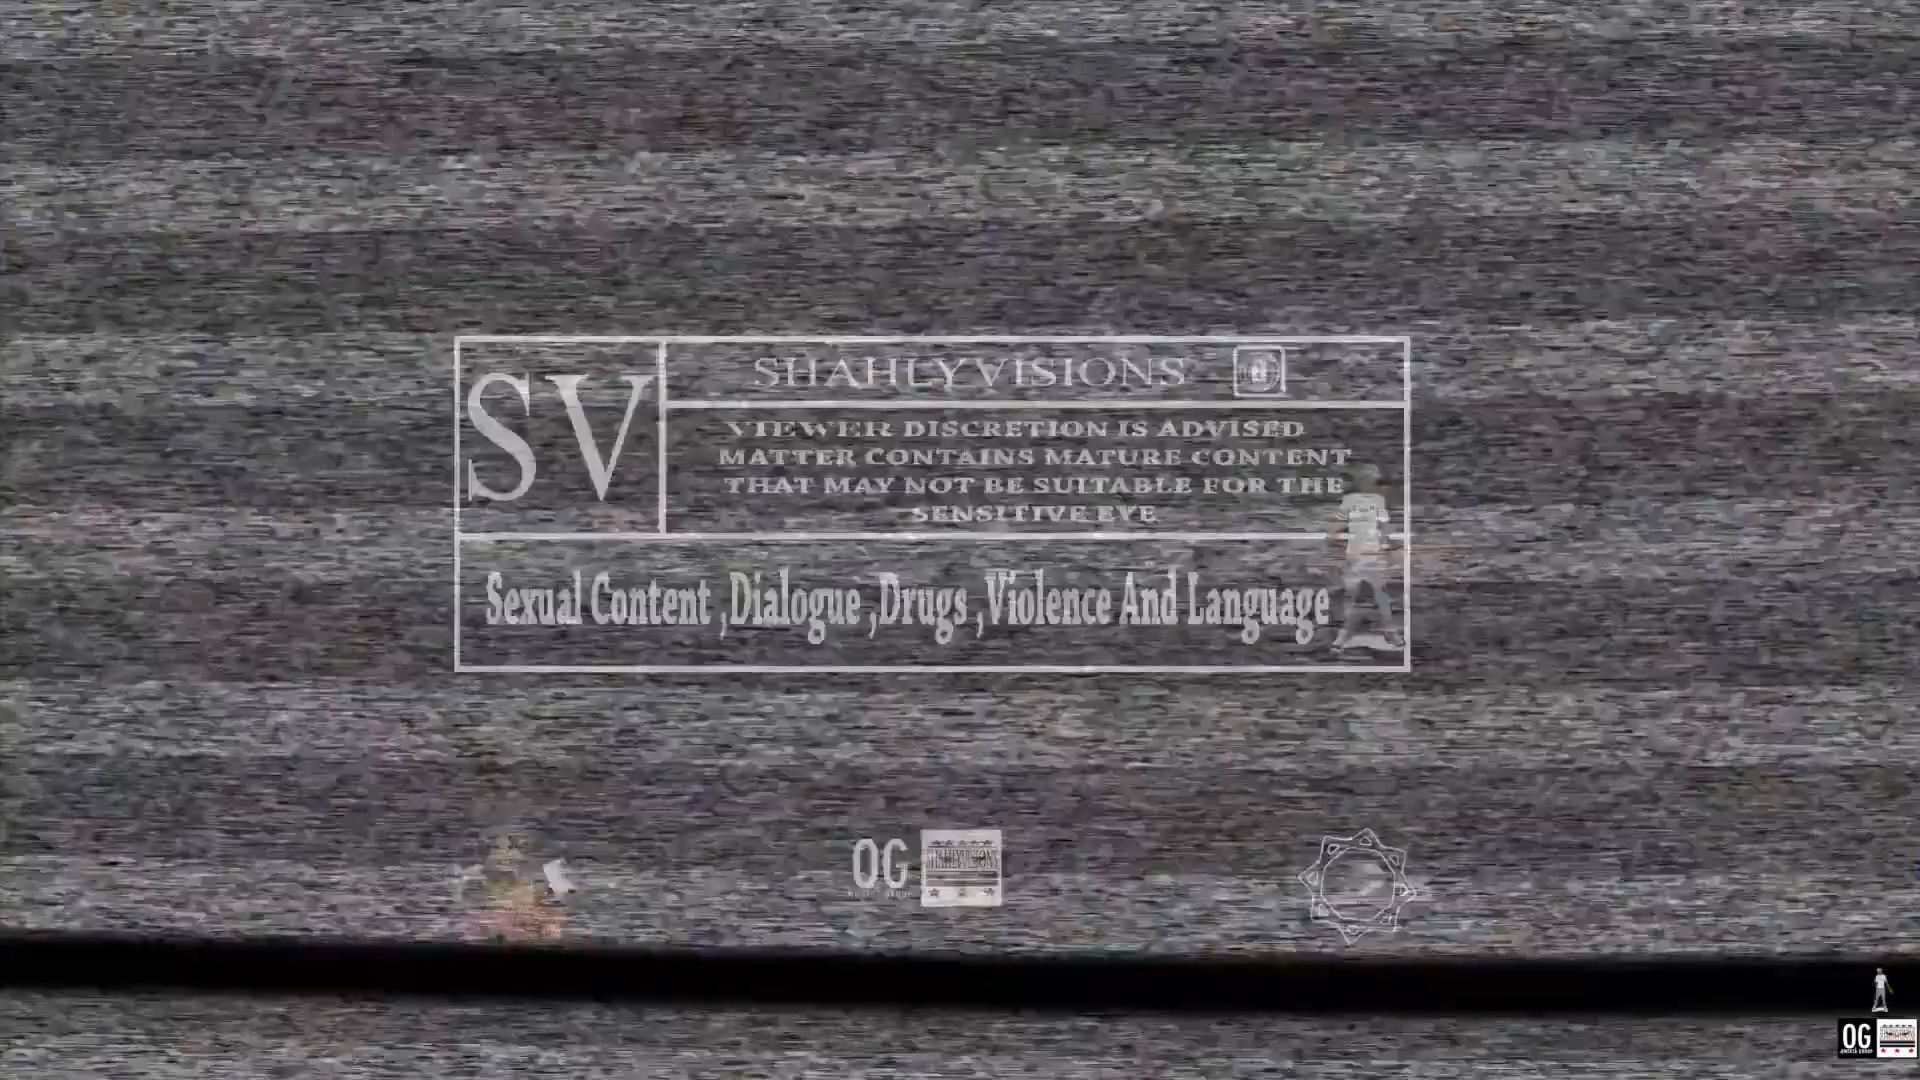 SV
SHAHLYVISIONS
VIEWER DISCRETION IS ADVISED
MATTER CONTAINS MATURE CONTENT
THAT MAY NOT BE SUITABLE FOR THE
SENSITIVE EYE
Sexual Content ,Dialogue ,Drugs ,Violence And Language
OG
OG